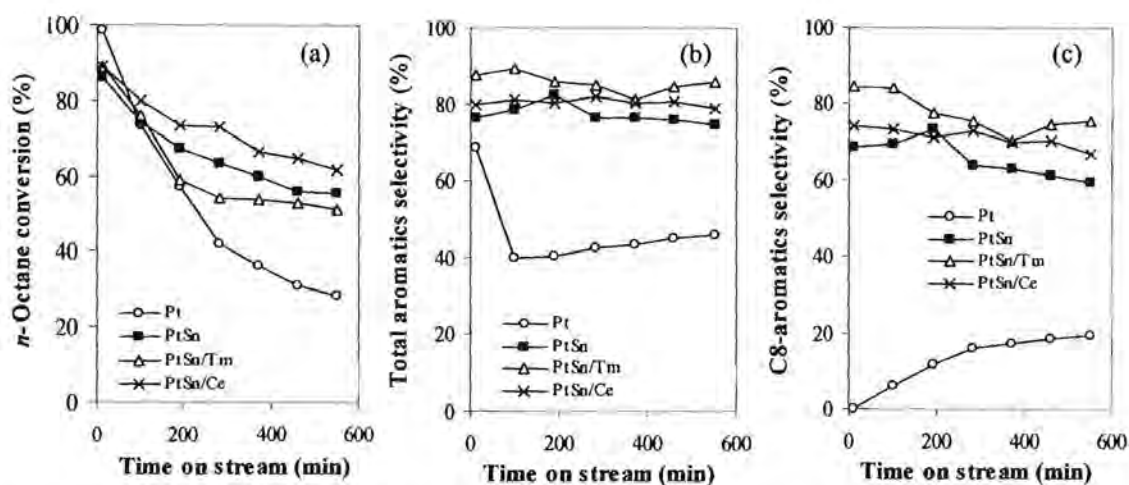 (a)
n-Octane conversion (%)
100
80
60
40
20
0
Pt
PtSn
PtSn/Tm
PtSn/Ce
0 200 400 600
Time on stream (min)
(b)
Total aromatics selectivity (%)
100
80
60
40
20
0
Pt
PtSn
PtSn/Tm
PtSn/Ce
0 200 400 600
Time on stream (min)
(c)
C8-aromatics selectivity (%)
100
80
60
40
20
0
Pt
PtSn
PtSn/Tm
PtSn/Ce
0 200 400 600
Time on stream (min)